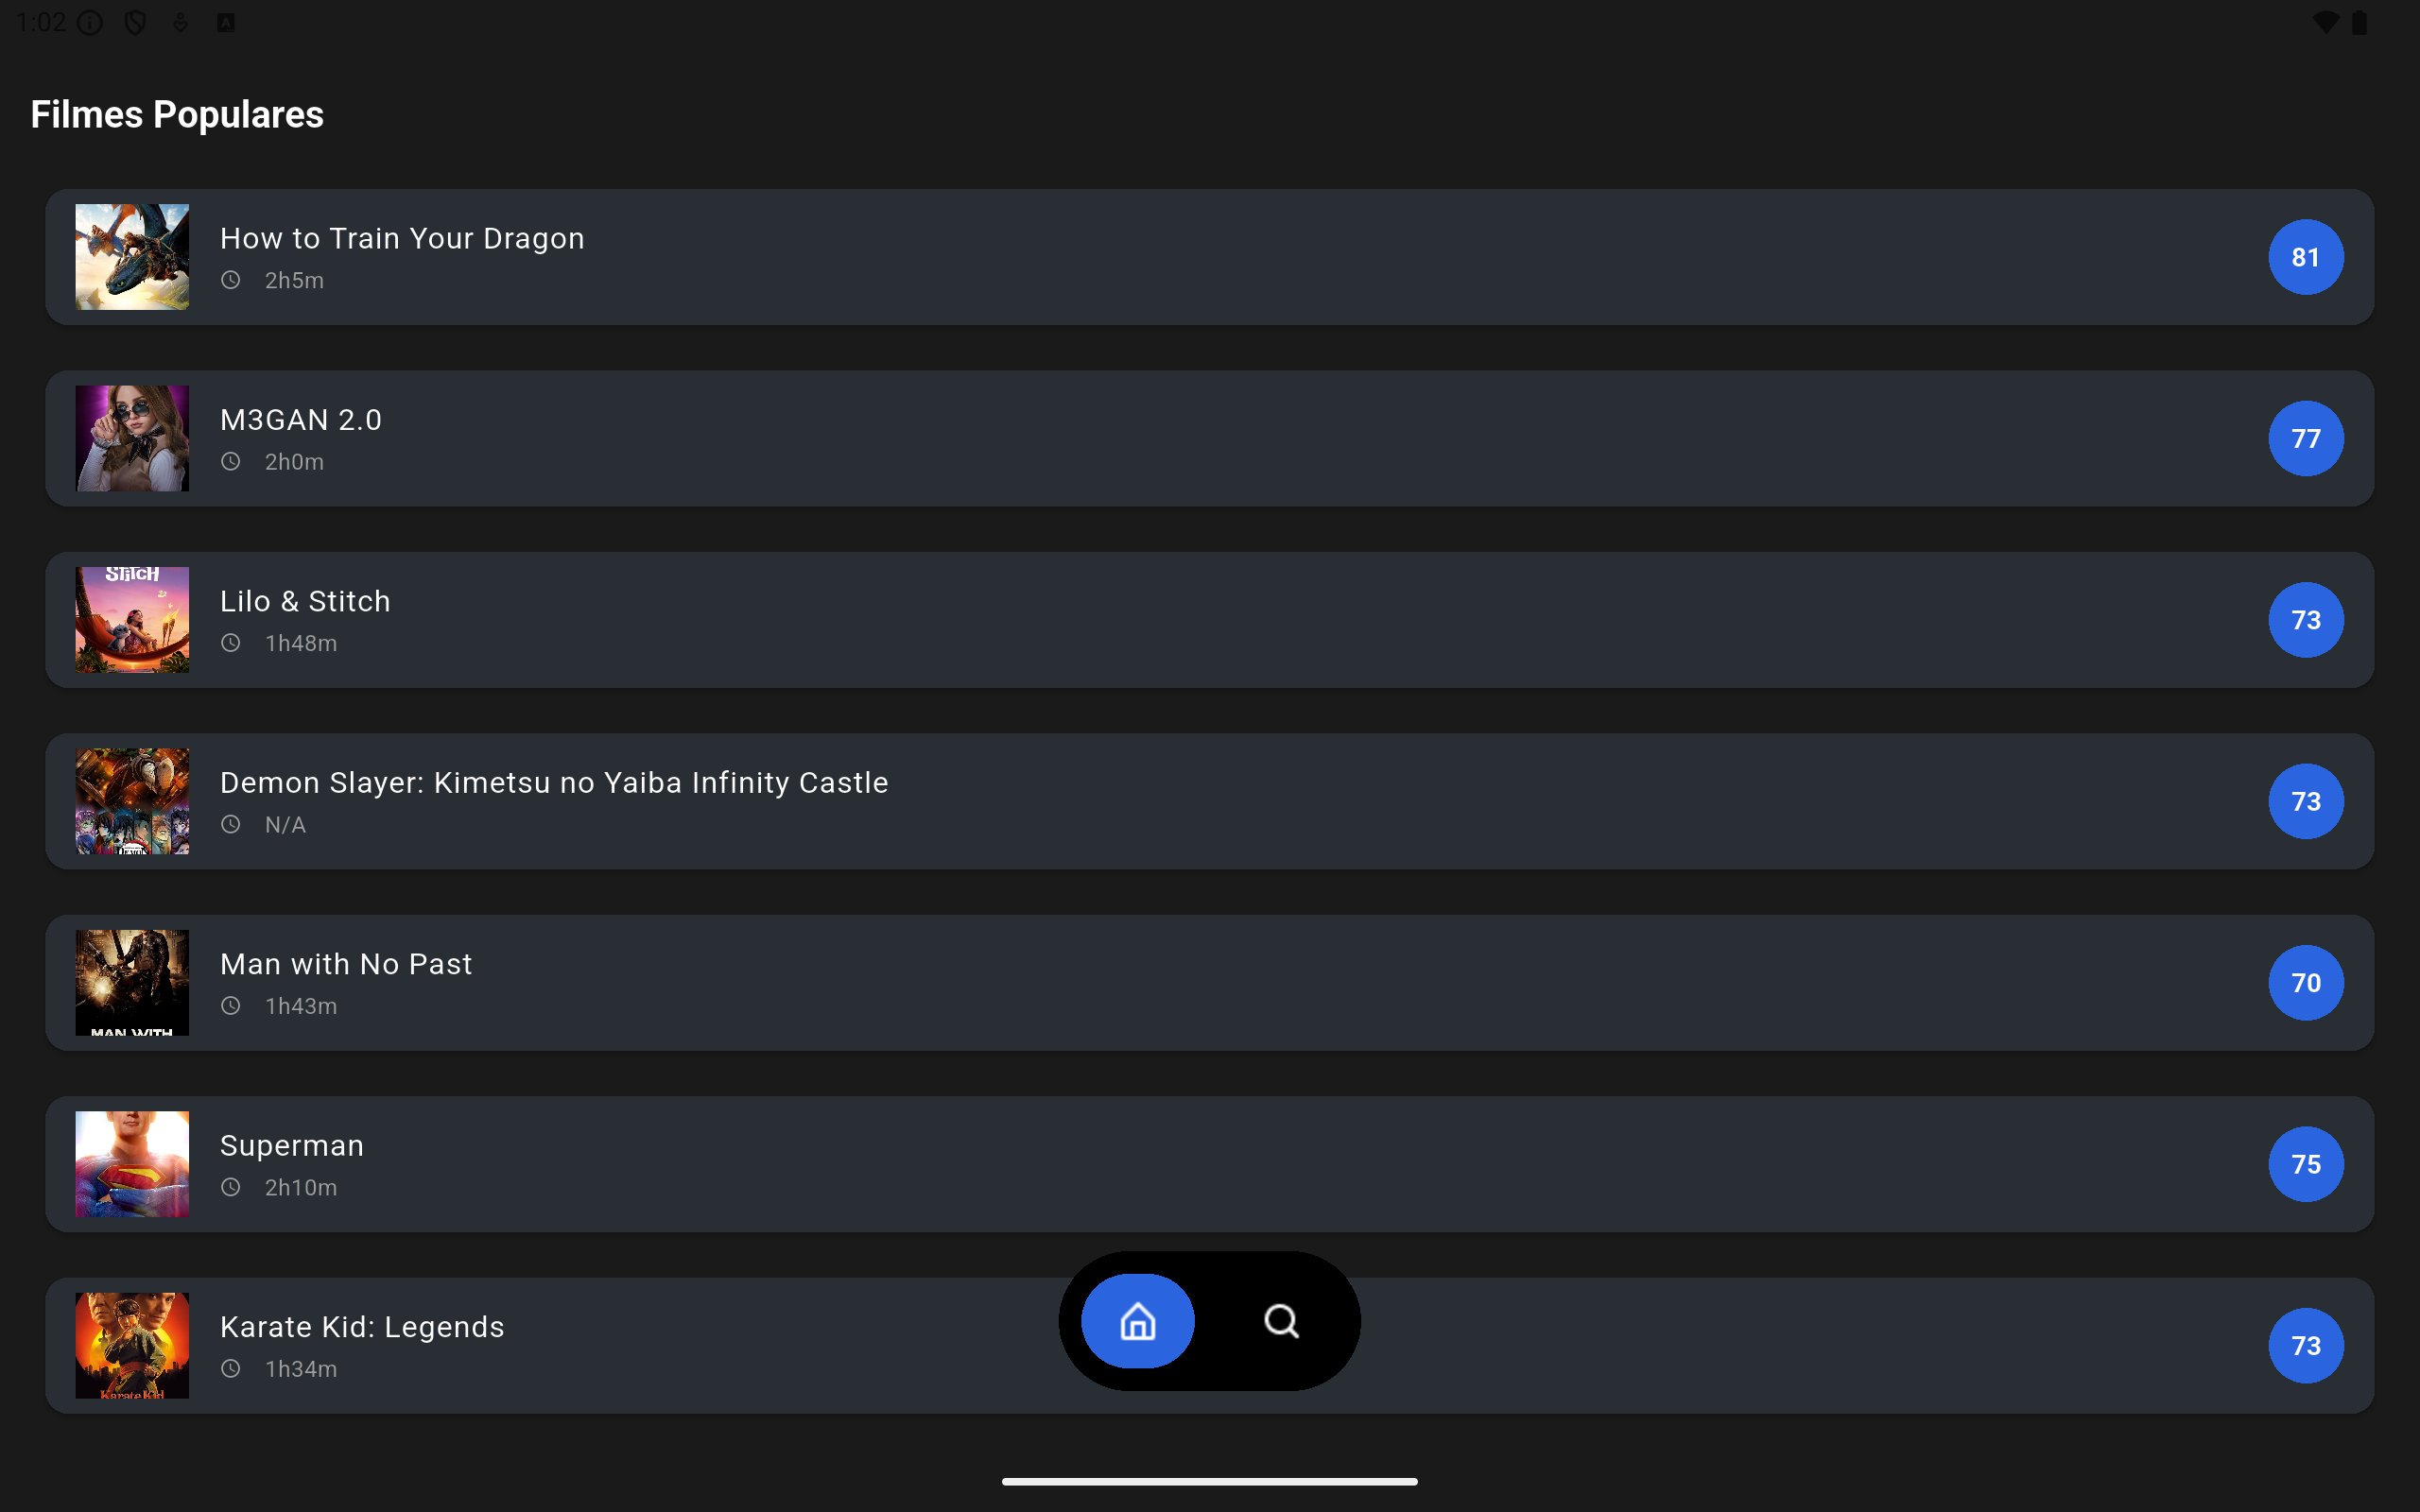 1:02
Filmes Populares
How to Train Your Dragon
2h5m
81
M3GAN 2.0
2h0m
77
STITCH
Lilo & Stitch
1h48m
73
Demon Slayer: Kimetsu no Yaiba Infinity Castle
N/A
73
MAN WITH
Man with No Past
1h43m
70
Superman
2h10m
75
Karate Kid
Karate Kid: Legends
1h34m
73